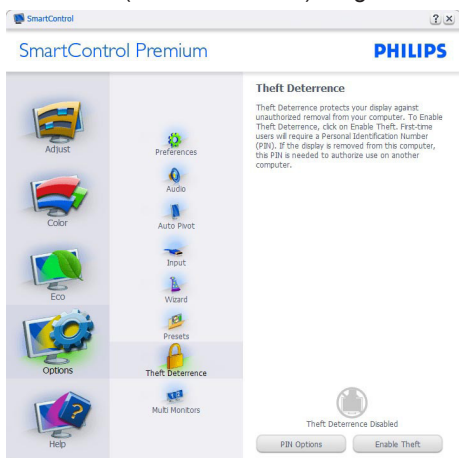 SmartControl
? ×
SmartControl Premium
PHILIPS
Adjust
Color
Eco
Options
Help
Preferences
Audio
Auto Pivot
Input
Wizard
Presets
Theft Deterrence
Multi Monitors
Theft Deterrence
Theft Deterrence protects your display against
unauthorized removal from your computer. To Enable
Theft Deterrence, click on Enable Theft. First-time
users will require a Personal Identification Number
(PIN). If the display is removed from this computer,
this PIN is needed to authorize use on another
computer.
Theft Deterrence Disabled
PIN Options
Enable Theft